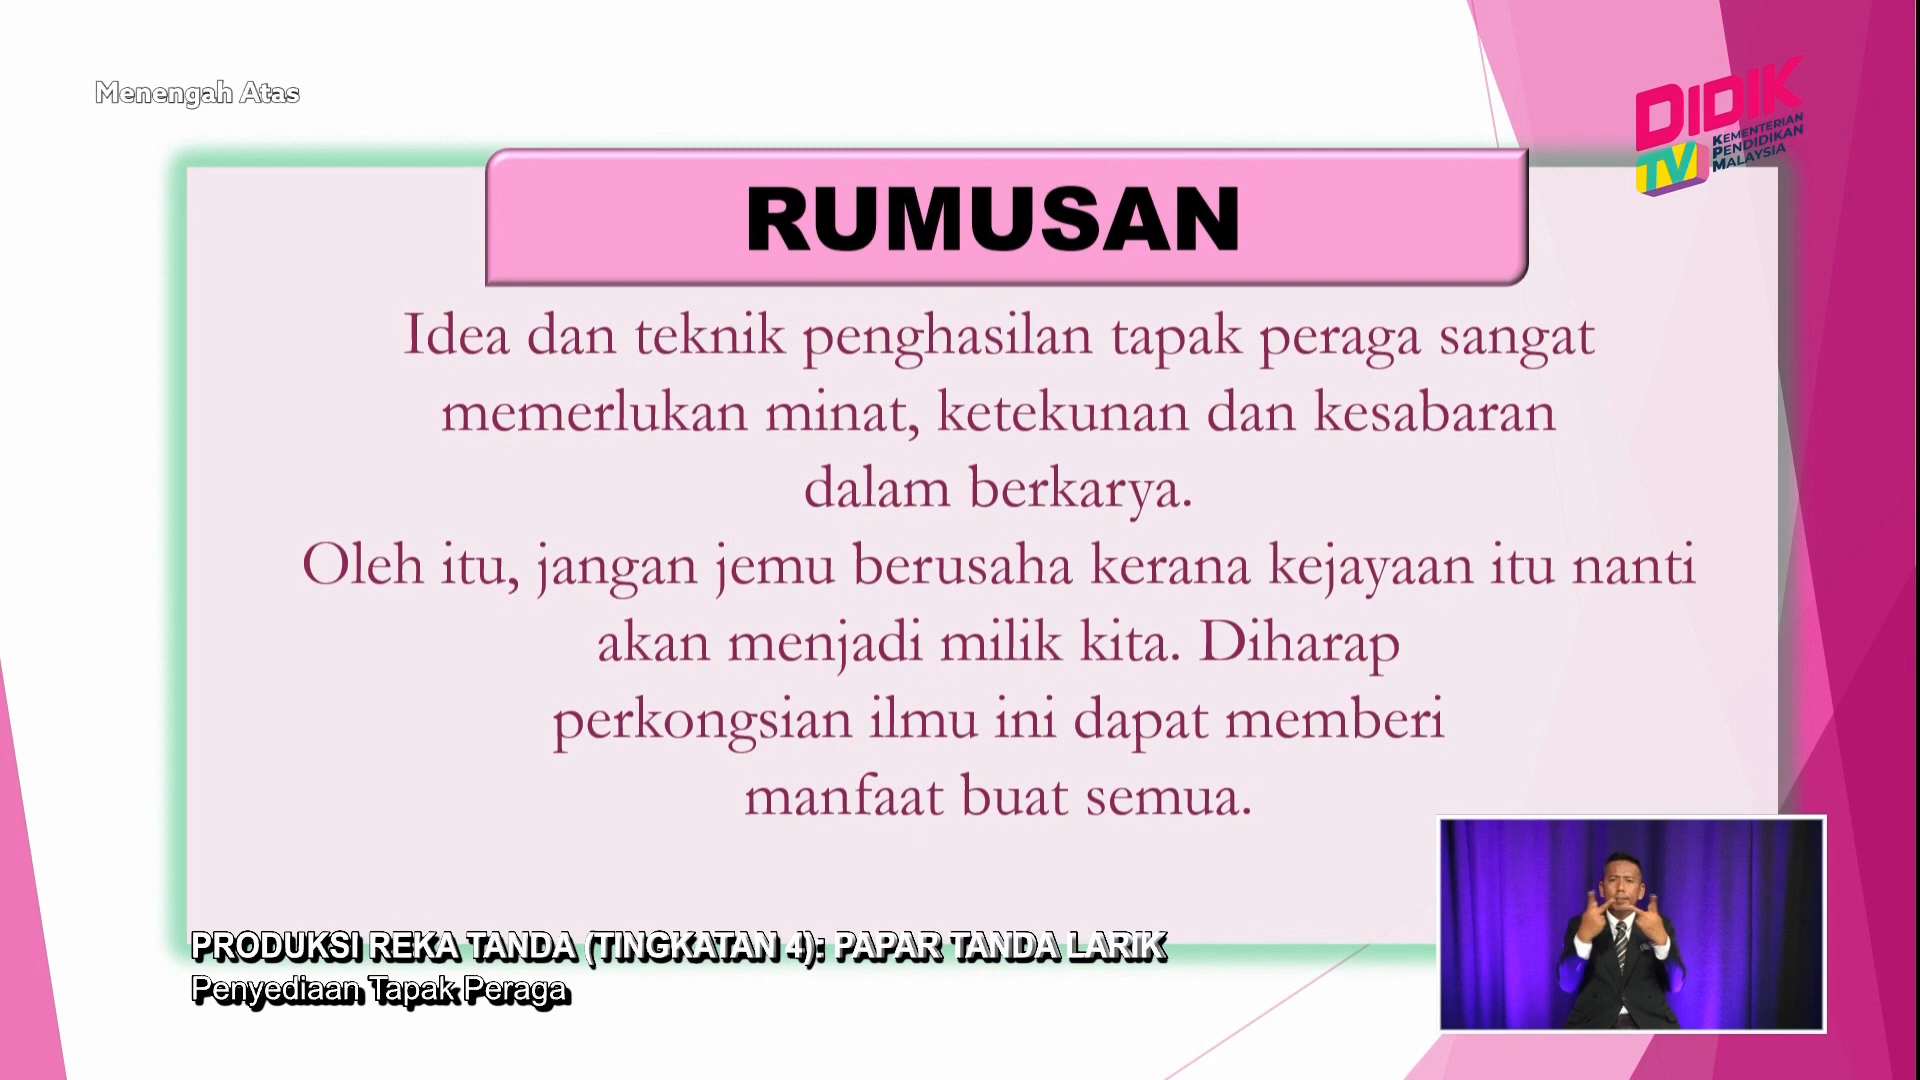 Menengah Atas
DIDIK
TV
KEMENTERIAN
PENDIDIKAN
MALAYSIA
RUMUSAN
Idea dan teknik penghasilan tapak peraga sangat
memerlukan minat, ketekunan dan kesabaran
dalam berkarya.
Oleh itu, jangan jemu berusaha kerana kejayaan itu nanti
akan menjadi milik kita. Diharap
perkongsian ilmu ini dapat memberi
manfaat buat semua.
PRODUKSI REKA TANDA (TINGKATAN 4): PAPAR TANDA LARIK
Penyediaan Tapak Peraga